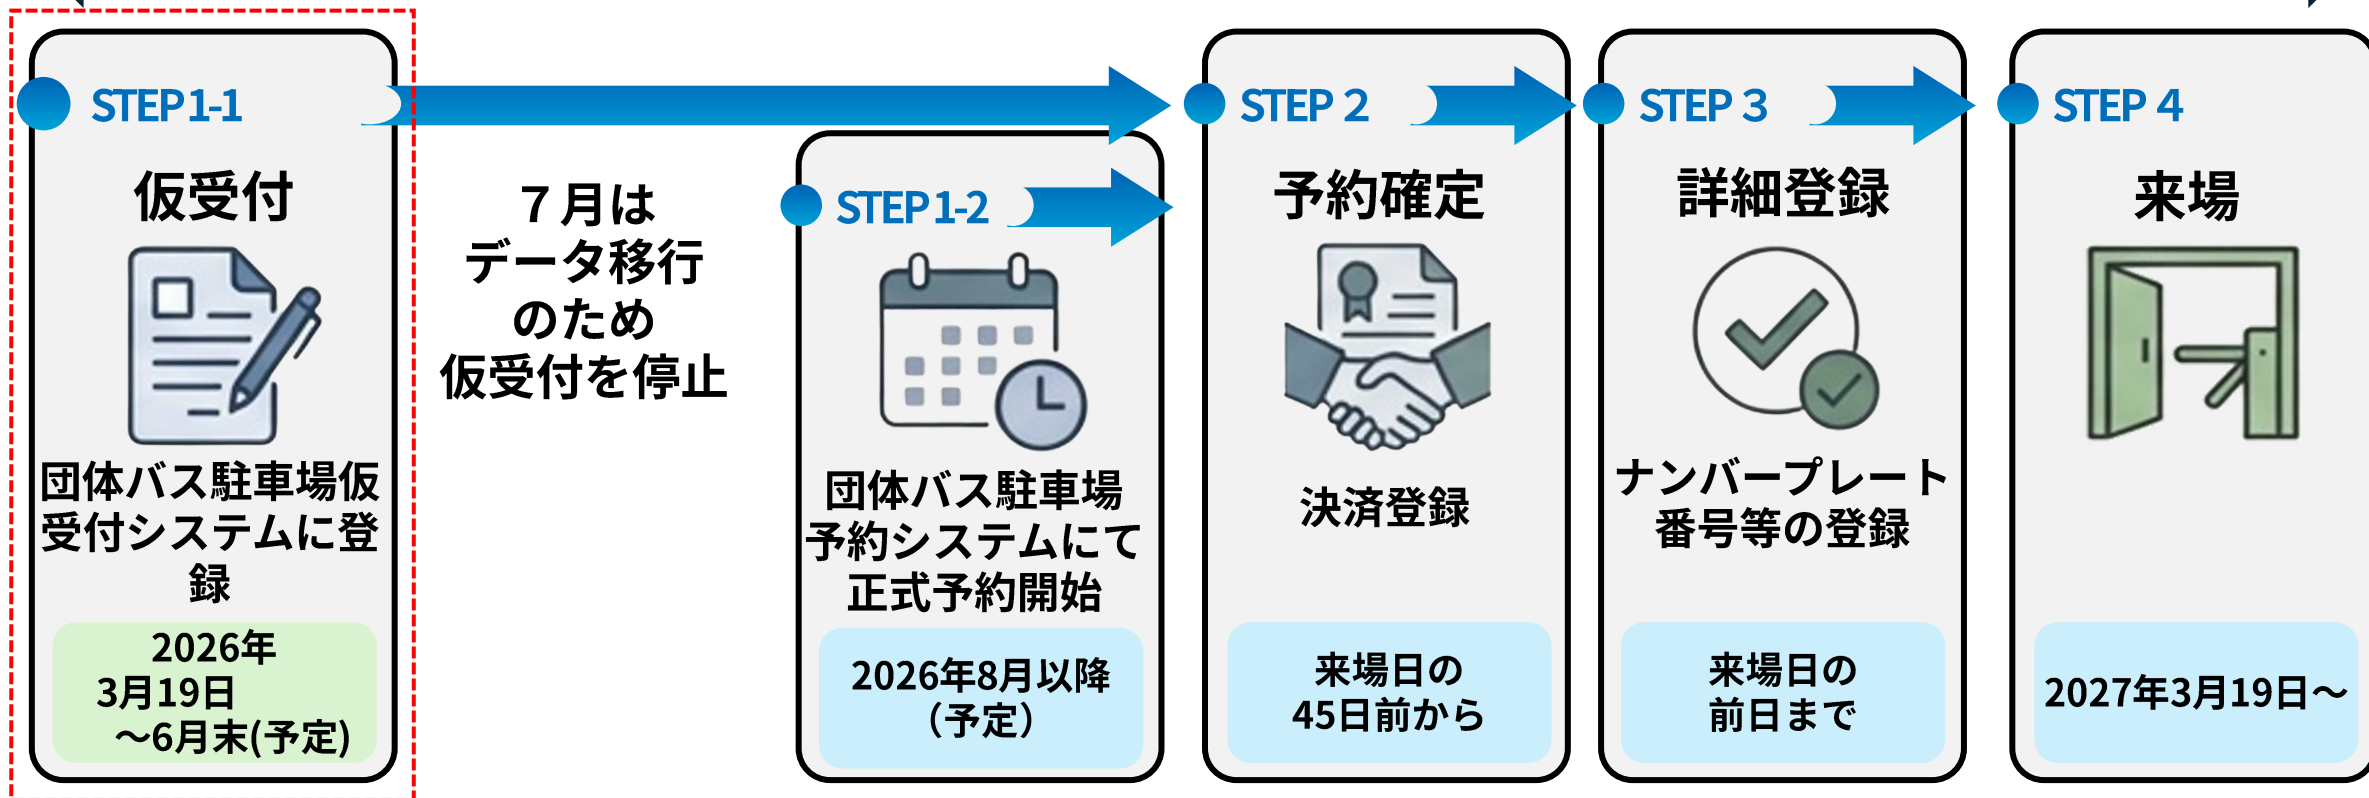 STEP1-1
仮受付
団体バス駐車場仮
受付システムに登
録
2026年
3月19日
～6月末(予定)
７月は
データ移行
のため
仮受付を停止
STEP1-2
団体バス駐車場
予約システムにて
正式予約開始
2026年8月以降
（予定）
STEP 2
予約確定
決済登録
来場日の
45日前から
STEP 3
詳細登録
ナンバープレート
番号等の登録
来場日の
前日まで
STEP 4
来場
2027年3月19日～